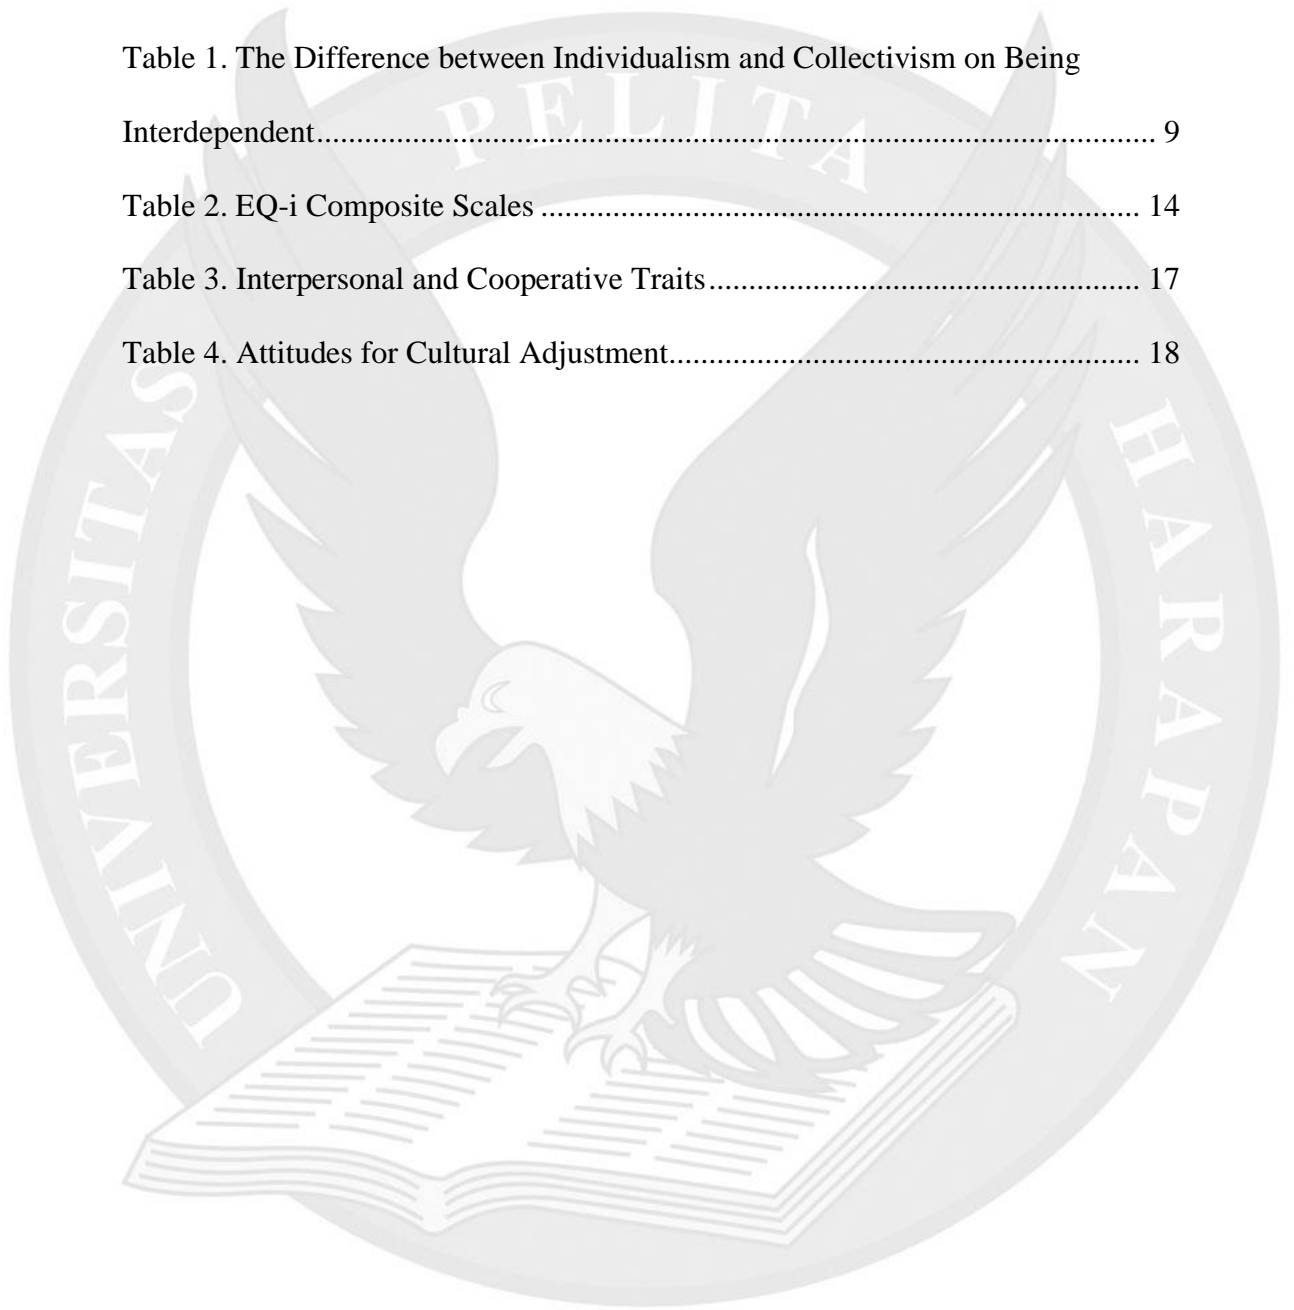 Table 1. The Difference between Individualism and Collectivism on Being
Interdependent......................................................................................................... 9
Table 2. EQ-i Composite Scales ........................................................................... 14
Table 3. Interpersonal and Cooperative Traits...................................................... 17
Table 4. Attitudes for Cultural Adjustment........................................................... 18
UNIVERSITAS PELITA HARAPAN